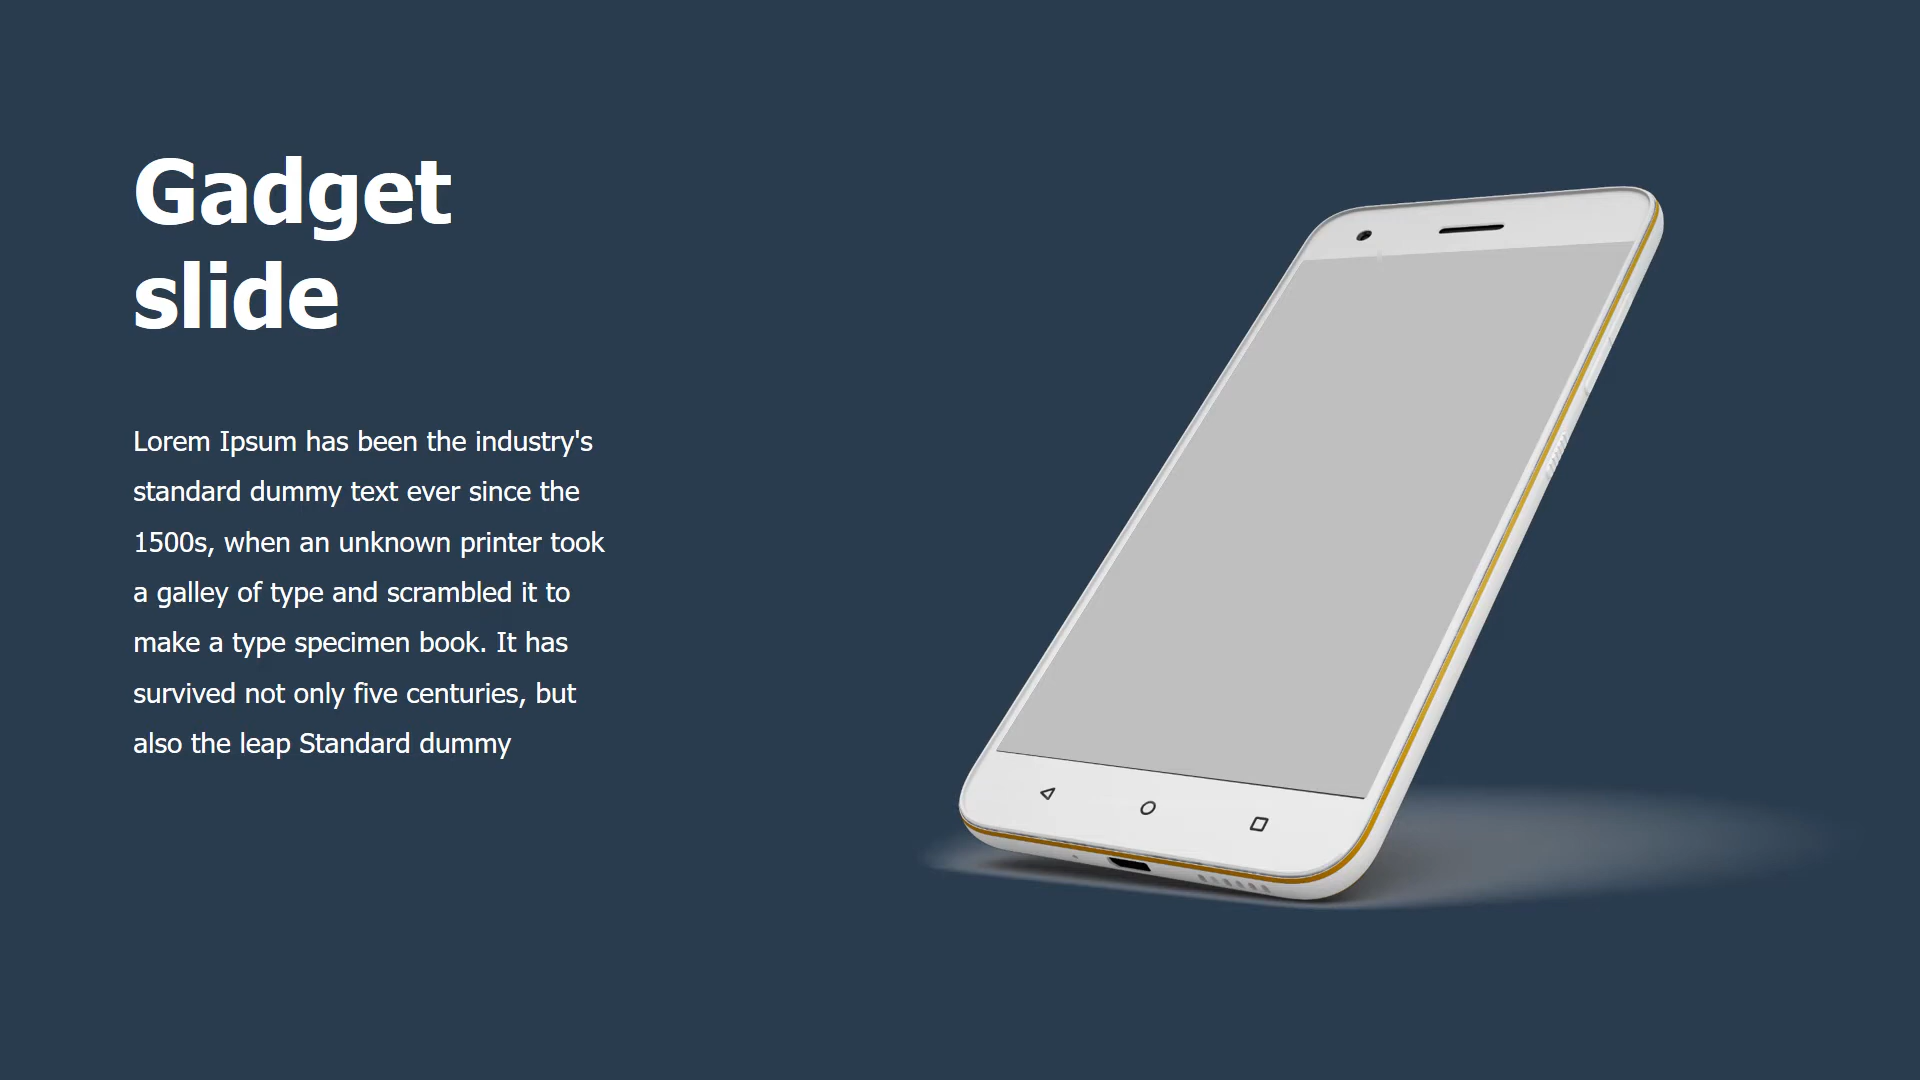 Gadget
slide
Lorem Ipsum has been the industry's
standard dummy text ever since the
1500s, when an unknown printer took
a galley of type and scrambled it to
make a type specimen book. It has
survived not only five centuries, but
also the leap Standard dummy